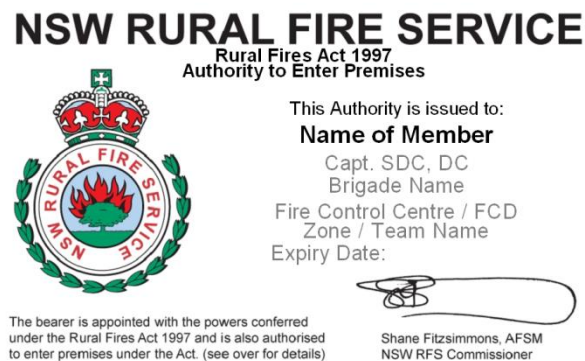 NSW RURAL FIRE SERVICE
Rural Fires Act 1997
Authority to Enter Premises
This Authority is issued to:
Name of Member
Capt. SDC, DC
Brigade Name
Fire Control Centre / FCD
Zone / Team Name
Expiry Date:
NSW RURAL FIRE SERVICE
The bearer is appointed with the powers conferred
under the Rural Fires Act 1997 and is also authorised
to enter premises under the Act. (see over for details)
Shane Fitzsimmons, AFSM
NSW RFS Commissioner